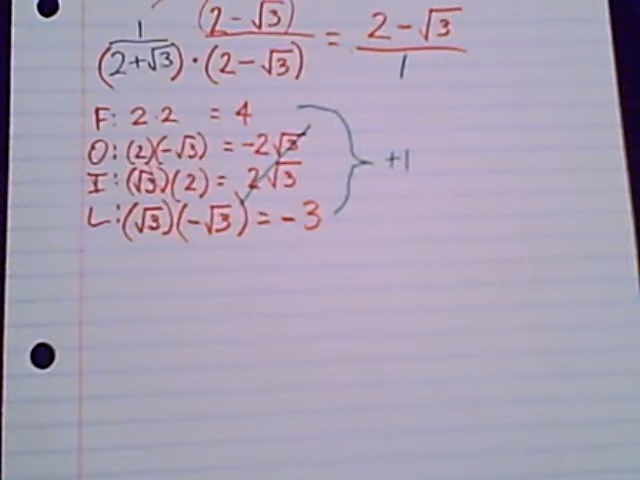 1/(2+√3) · (2-√3)/(2-√3) = (2-√3)/1
F: 2·2 = 4
O: (2)(-√3) = -2√3
I: (√3)(2) = 2√3
L: (√3)(-√3) = -3
+1